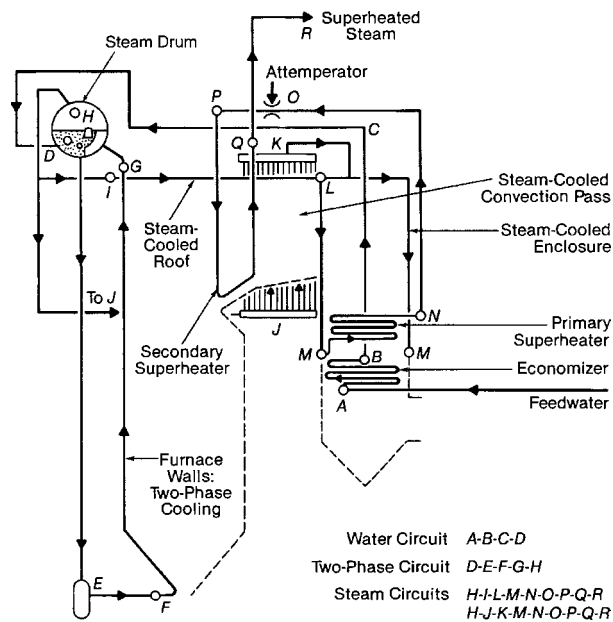 R
Superheated
Steam
Steam Drum
Attemperator
P
O
H
D
C
Q
K
G
I
L
Steam-Cooled
Convection Pass
Steam-
Cooled
Roof
Steam-Cooled
Enclosure
To J
J
N
Primary
Superheater
Secondary
Superheater
M
B
M
Economizer
A
Feedwater
Furnace
Walls:
Two-Phase
Cooling
E
F
Water Circuit A-B-C-D
Two-Phase Circuit D-E-F-G-H
Steam Circuits H-I-L-M-N-O-P-Q-R
H-J-K-M-N-O-P-Q-R